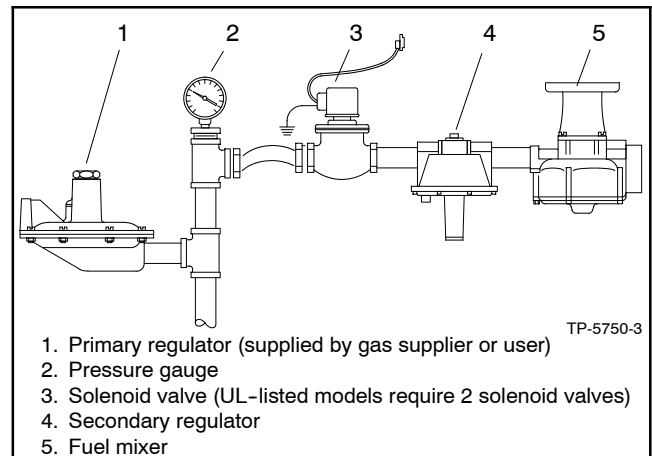 1 2 3 4 5
TP-5750-3
1. Primary regulator (supplied by gas supplier or user)
2. Pressure gauge
3. Solenoid valve (UL-listed models require 2 solenoid valves)
4. Secondary regulator
5. Fuel mixer